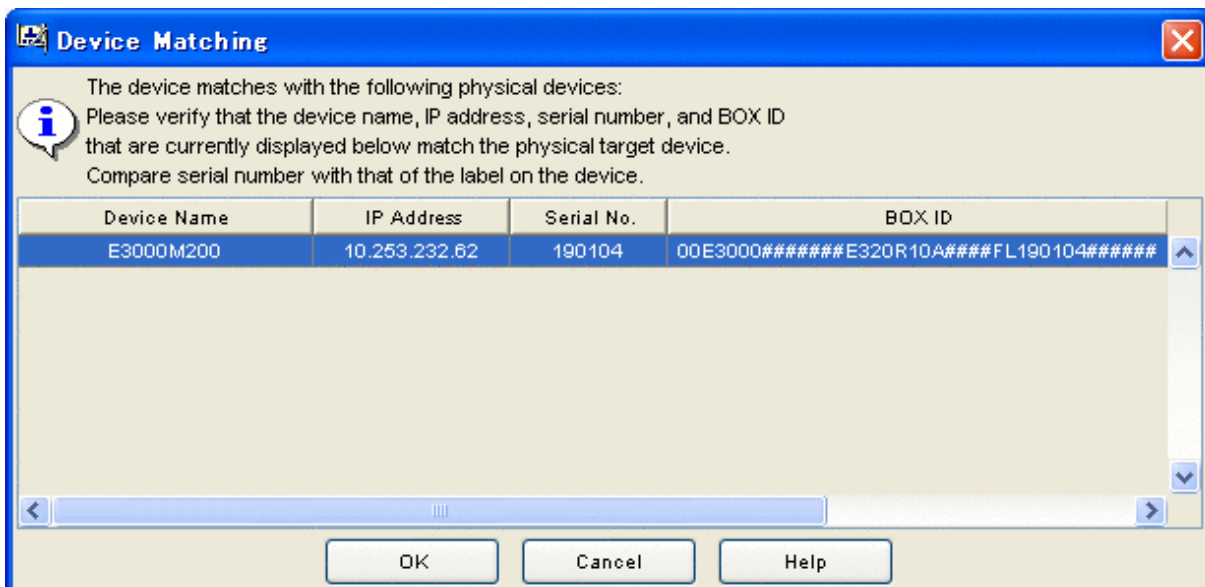 Device Matching
The device matches with the following physical devices:
Please verify that the device name, IP address, serial number, and BOX ID
that are currently displayed below match the physical target device.
Compare serial number with that of the label on the device.
Device Name IP Address Serial No. BOX ID
E3000M200 10.253.232.62 190104 00E3000#######E320R10A####FL190104######
OK Cancel Help